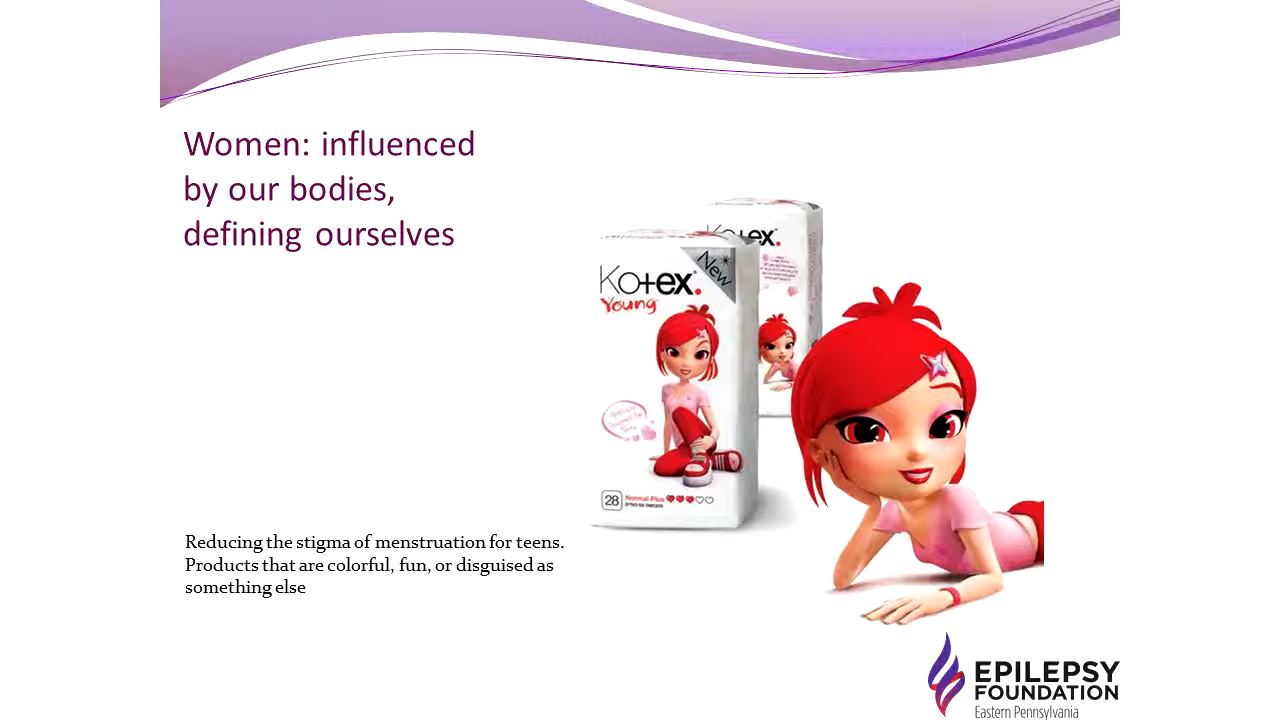 Women: influenced
by our bodies,
defining ourselves
Kotex.
Kotex.
New
Young
28
Normal Plus
Reducing the stigma of menstruation for teens.
Products that are colorful, fun, or disguised as
something else
EPILEPSY
FOUNDATION
Eastern Pennsylvania